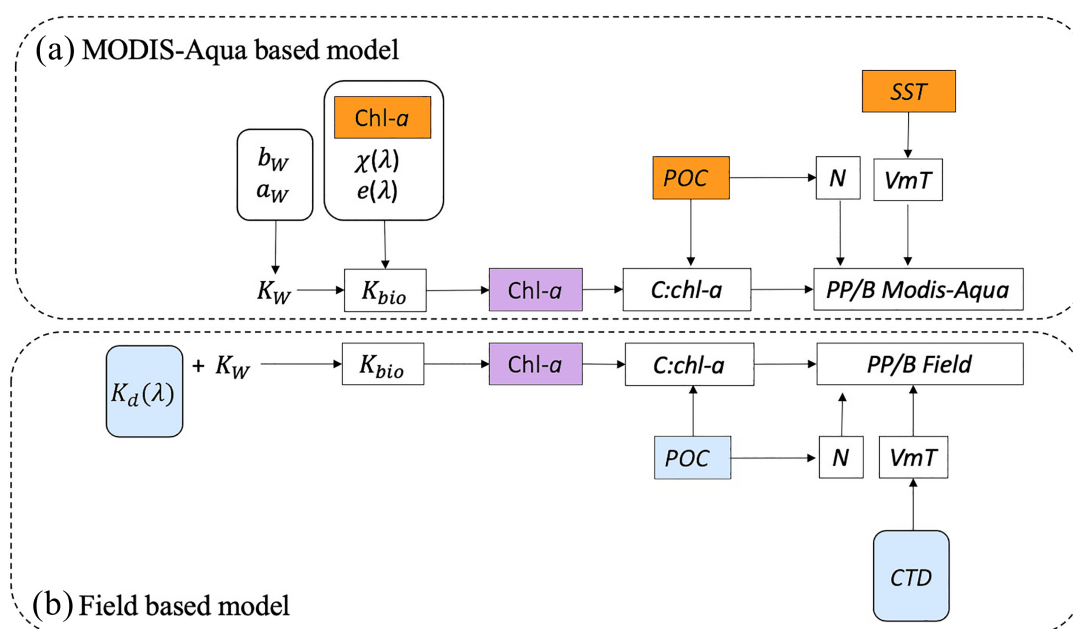 (a) MODIS-Aqua based model
SST
Chl-a
b_W
a_W
χ(λ)
e(λ)
POC
N
VmT
K_W
K_bio
Chl-a
C:chl-a
PP/B Modis-Aqua
K_d(λ)
+ K_W
K_bio
Chl-a
C:chl-a
PP/B Field
POC
N
VmT
CTD
(b) Field based model